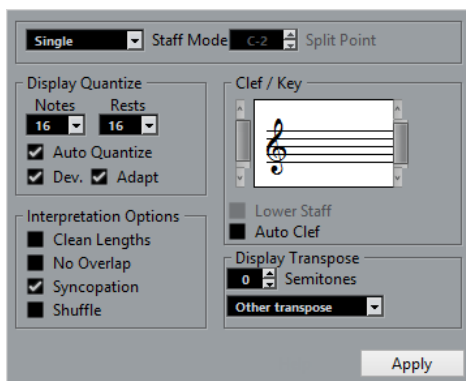 Single Staff Mode C-2 Split Point
Display Quantize
Notes Rests
16 16
Auto Quantize
Dev. Adapt
Interpretation Options
Clean Lengths
No Overlap
Syncopation
Shuffle
Clef / Key
Lower Staff
Auto Clef
Display Transpose
0 Semitones
Other transpose
Apply